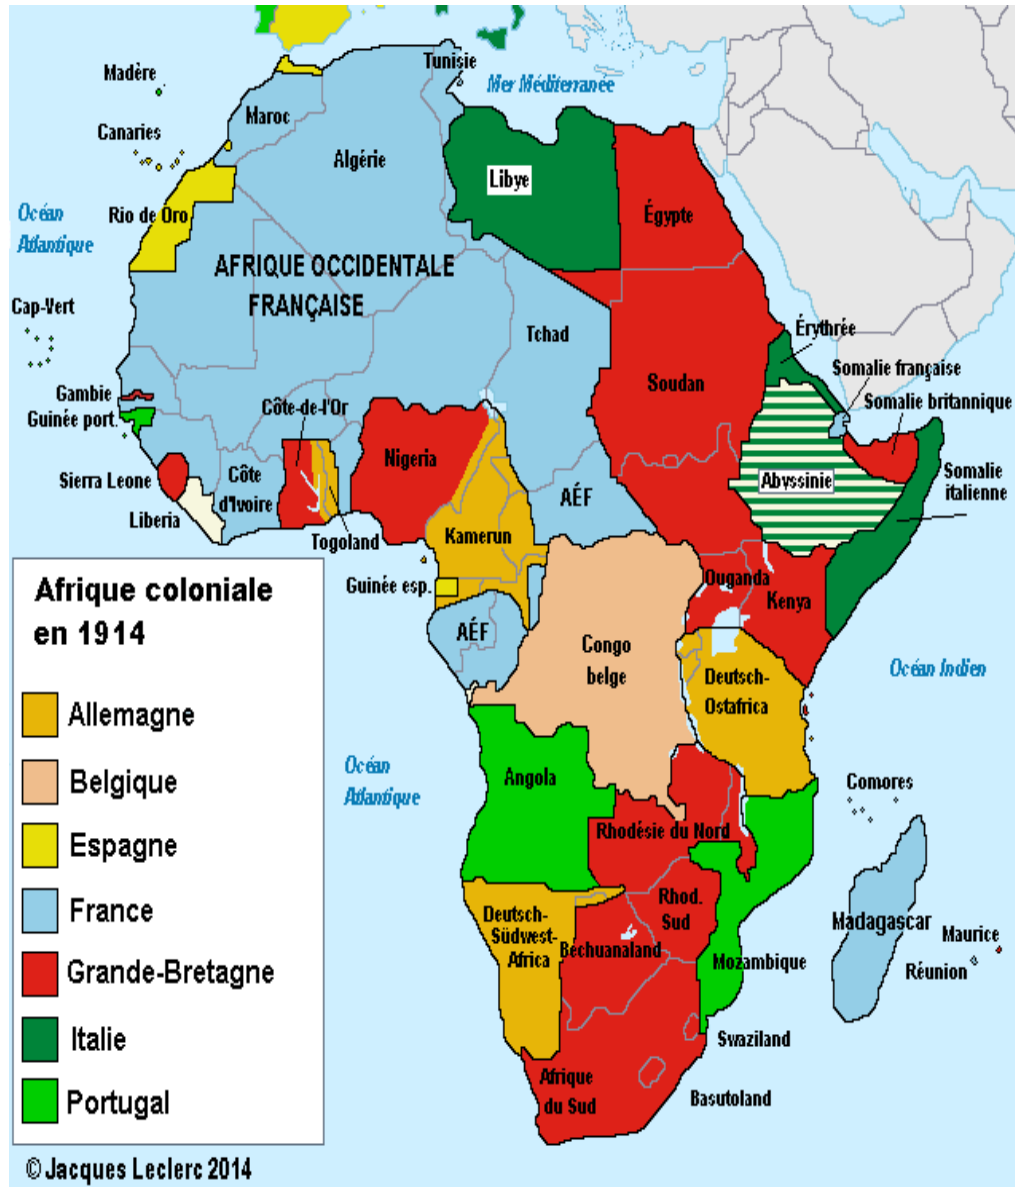 Tunisie
Mer Méditerranée
Madère
Maroc
Canaries
Algérie
Libye
Égypte
Océan
Atlantique
Rio de Oro
AFRIQUE OCCIDENTALE
FRANÇAISE
Cap-Vert
Tchad
Érythrée
Somalie française
Soudan
Somalie britannique
Gambie
Guinée port.
Côte-de-l'Or
Nigeria
Abyssinie
Somalie
italienne
Sierra Leone
Côte
d'Ivoire
AÉF
Liberia
Togoland
Kamerun
Guinée esp.
Ouganda
Kenya
AÉF
Congo
belge
Océan Indien
Deutsch-
Ostafrica
Océan
Atlantique
Angola
Comores
Rhodésie du Nord
Rhod.
Sud
Deutsch-
Südwest-
Africa
Bechuanaland
Madagascar
Maurice
Mozambique
Réunion
Swaziland
Afrique
du Sud
Basutoland
Afrique coloniale
en 1914
Allemagne
Belgique
Espagne
France
Grande-Bretagne
Italie
Portugal
© Jacques Leclerc 2014